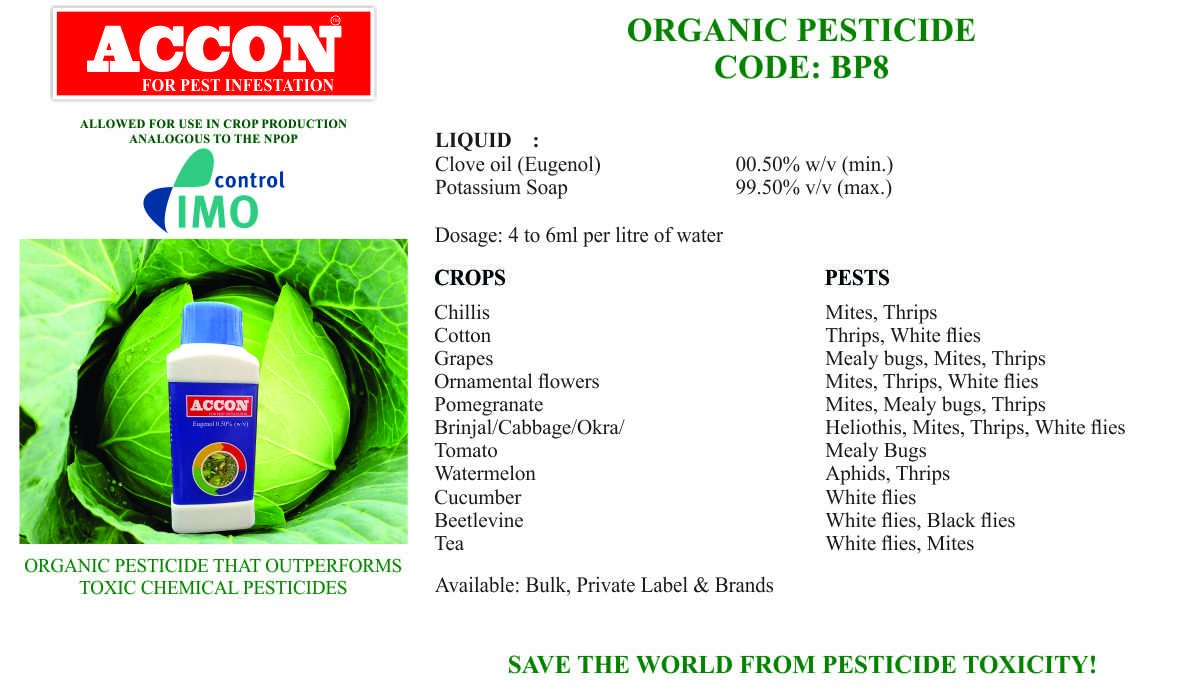 ACCON
TM
FOR PEST INFESTATION
ALLOWED FOR USE IN CROP PRODUCTION
ANALOGOUS TO THE NPOP
control
IMO
ACCON
FOR PEST INFESTATION
Eugenol 0.50% (w/v)
ORGANIC PESTICIDE THAT OUTPERFORMS
TOXIC CHEMICAL PESTICIDES
ORGANIC PESTICIDE
CODE: BP8
LIQUID :
Clove oil (Eugenol) 00.50% w/v (min.)
Potassium Soap 99.50% v/v (max.)
Dosage: 4 to 6ml per litre of water
CROPS PESTS
Chillis Mites, Thrips
Cotton Thrips, White flies
Grapes Mealy bugs, Mites, Thrips
Ornamental flowers Mites, Thrips, White flies
Pomegranate Mites, Mealy bugs, Thrips
Brinjal/Cabbage/Okra/ Heliothis, Mites, Thrips, White flies
Tomato Mealy Bugs
Watermelon Aphids, Thrips
Cucumber White flies
Beetlevine White flies, Black flies
Tea White flies, Mites
Available: Bulk, Private Label & Brands
SAVE THE WORLD FROM PESTICIDE TOXICITY!